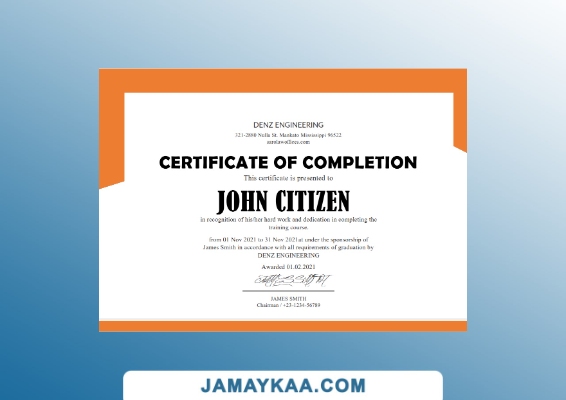 DENZ ENGINEERING
321-2880 Nulla St. Mankato Mississippi 96522
CERTIFICATE OF COMPLETION
This certificate is presented to
JOHN CITIZEN
in recognition of his/her hard work and dedication in completing the
training course
from 01 Nov 2021 to 31 Nov 2021at under the sponsorship of
James Smith in accordance with all requirements of graduation by
DENZ ENGINEERING
Awarded 01.02.2021
JAMES SMITH
Chairman / +23-1234-56789
JAMAYKAA.COM